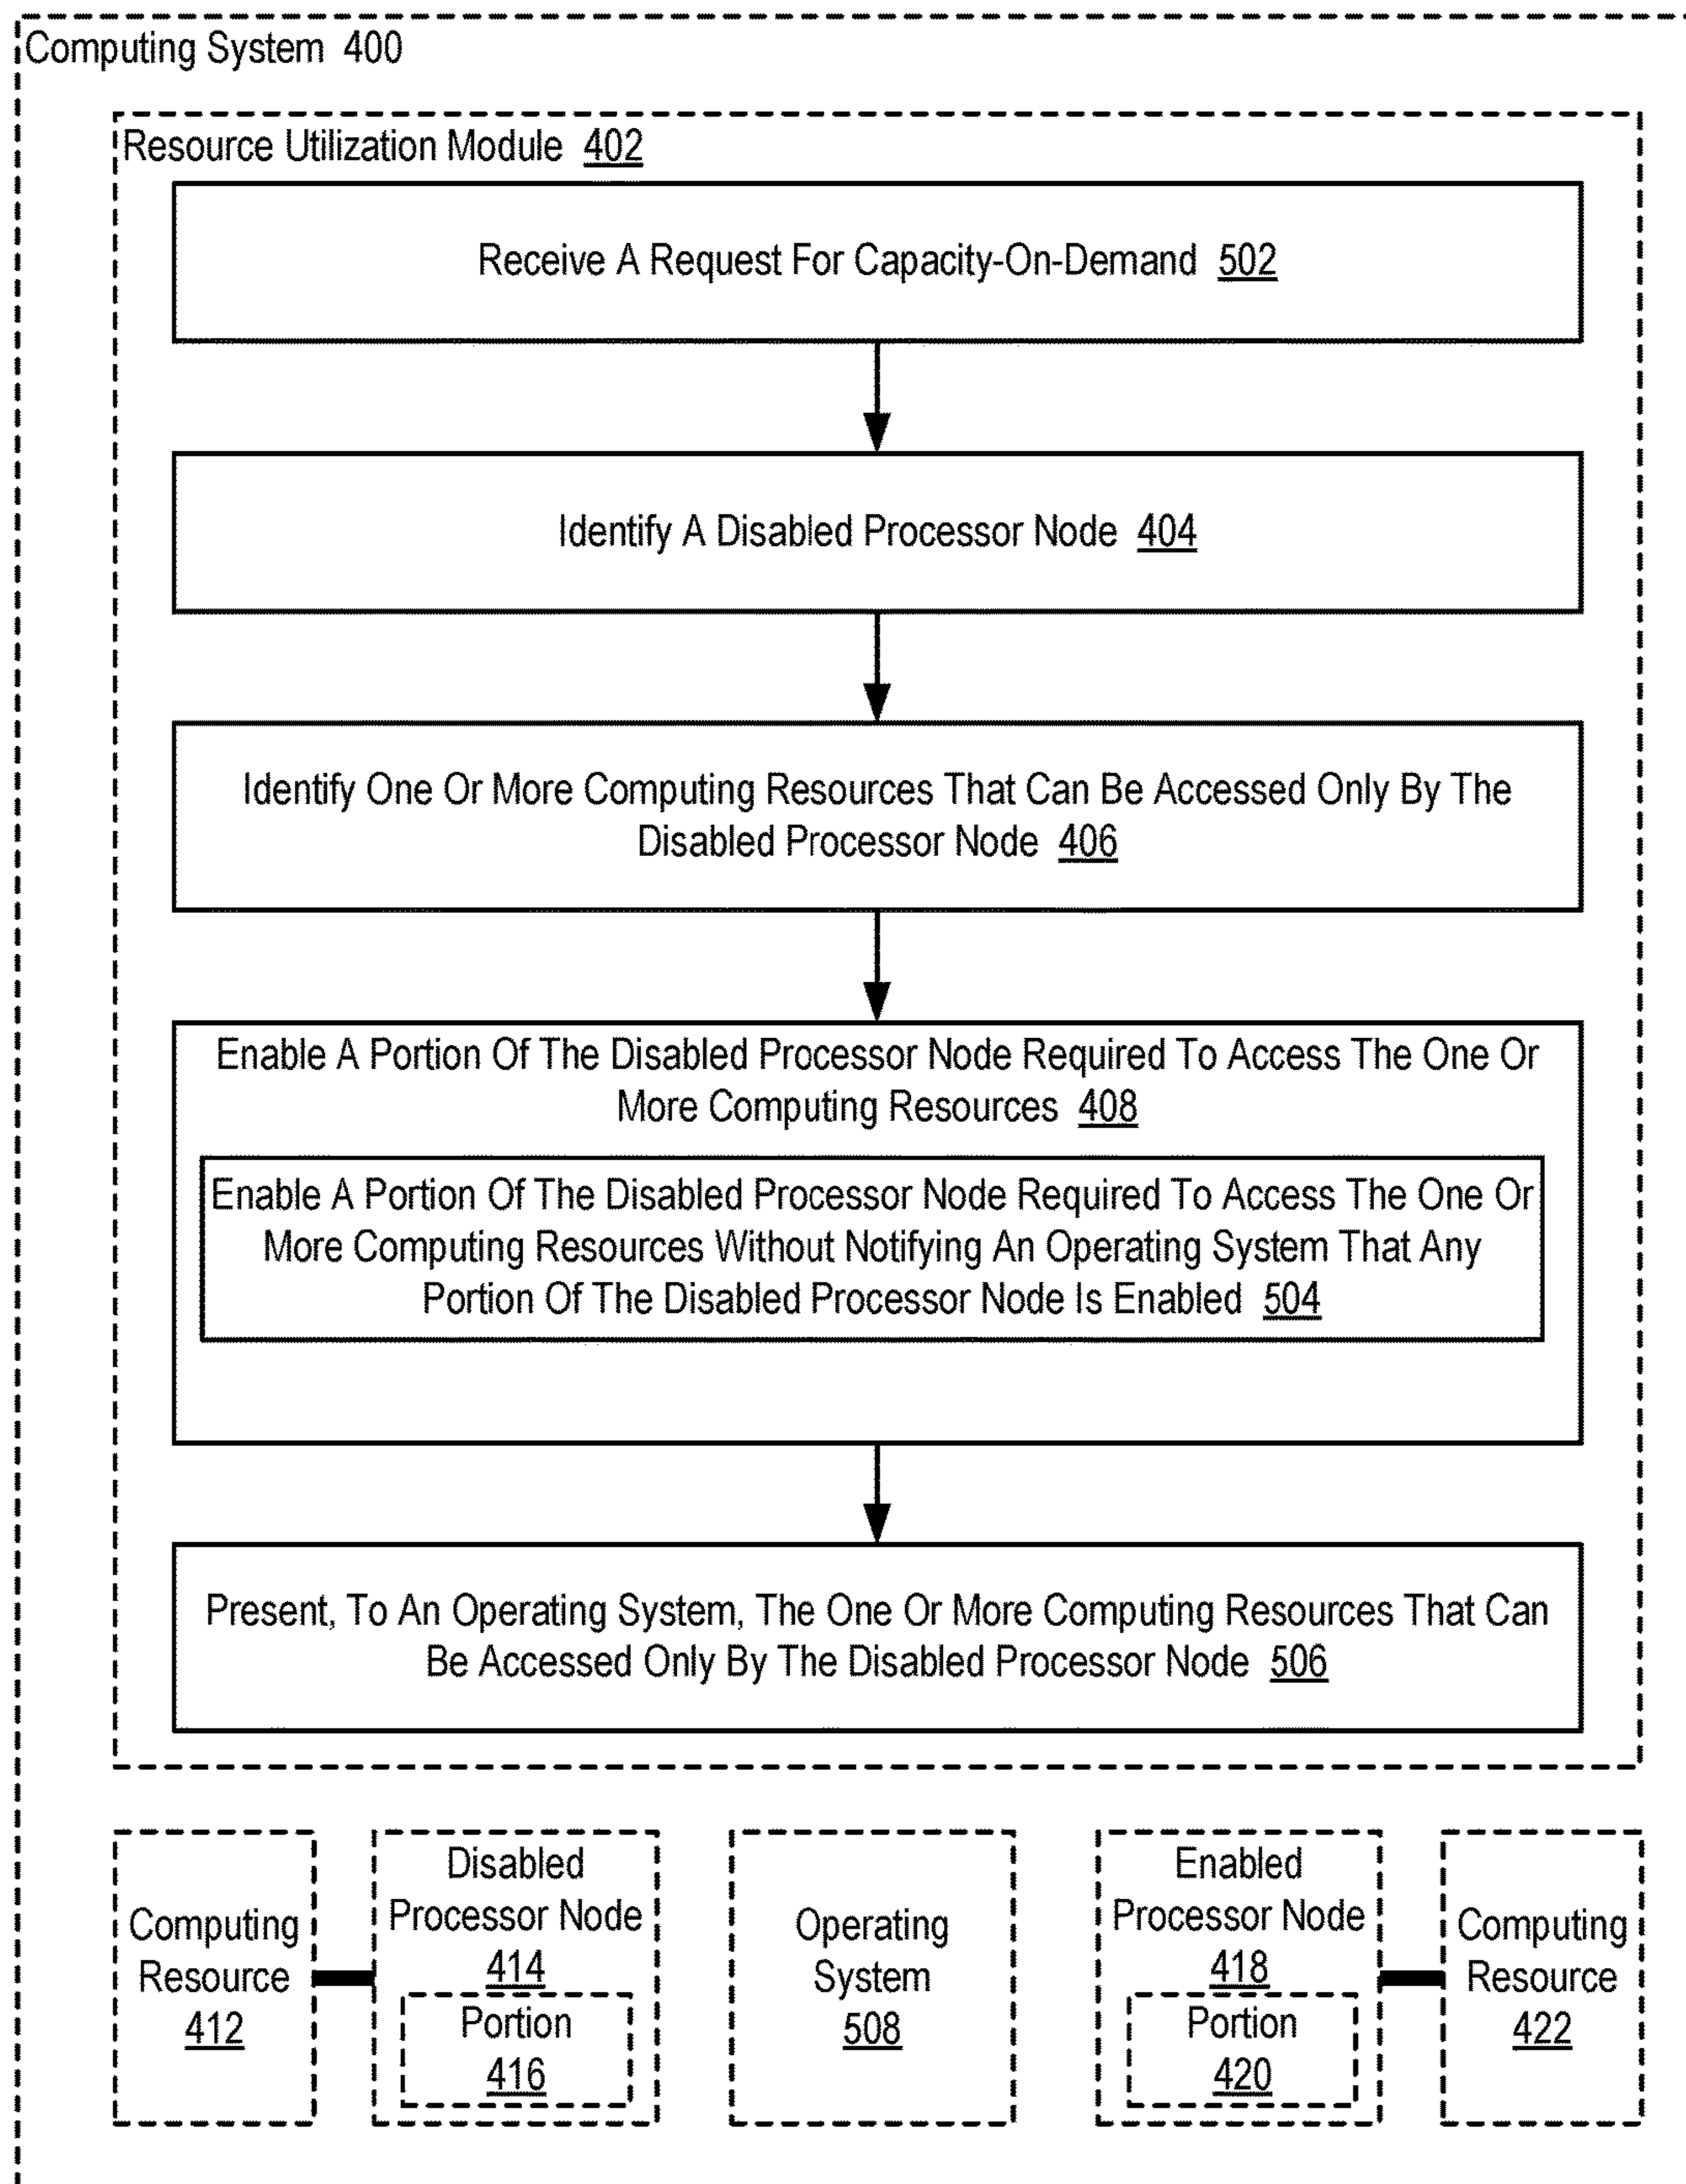 Computing System 400
Resource Utilization Module 402
Receive A Request For Capacity-On-Demand 502
Identify A Disabled Processor Node 404
Identify One Or More Computing Resources That Can Be Accessed Only By The
Disabled Processor Node 406
Enable A Portion Of The Disabled Processor Node Required To Access The One Or
More Computing Resources 408
Enable A Portion Of The Disabled Processor Node Required To Access The One Or
More Computing Resources Without Notifying An Operating System That Any
Portion Of The Disabled Processor Node Is Enabled 504
Present, To An Operating System, The One Or More Computing Resources That Can
Be Accessed Only By The Disabled Processor Node 506
Computing
Resource
412
Disabled
Processor Node
414
Portion
416
Operating
System
508
Enabled
Processor Node
418
Portion
420
Computing
Resource
422